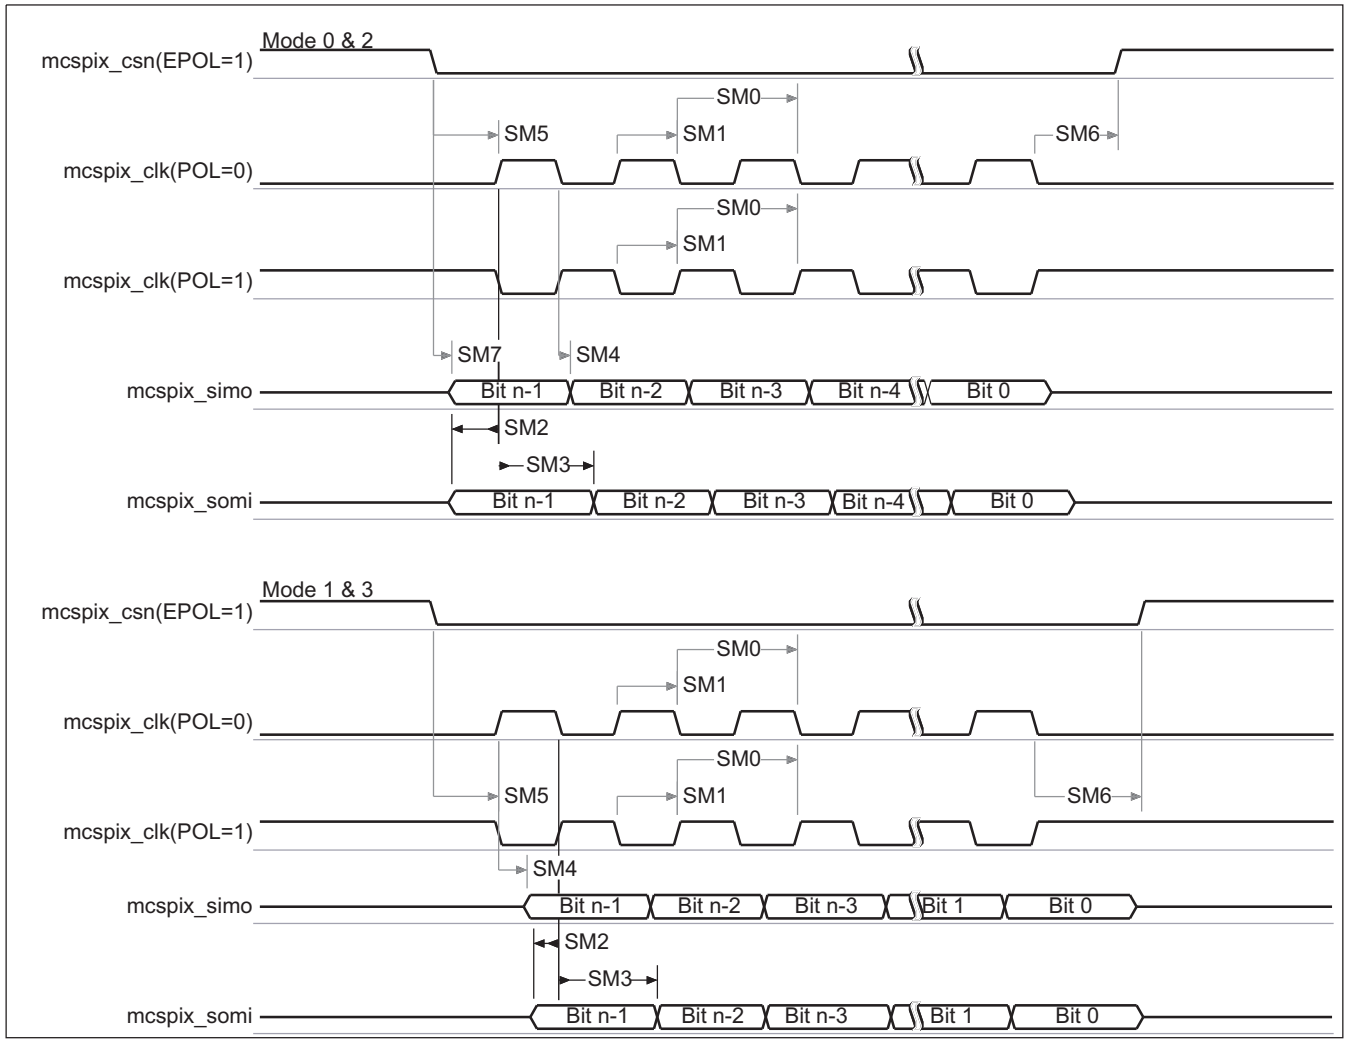 Mode 0 & 2
mcspix_csn(EPOL=1)
SM0
SM5
SM1
SM6
mcspix_clk(POL=0)
SM0
SM1
mcspix_clk(POL=1)
SM7
SM4
mcspix_simo
Bit n-1 Bit n-2 Bit n-3 Bit n-4 Bit 0
SM2
SM3
mcspix_somi
Bit n-1 Bit n-2 Bit n-3 Bit n-4 Bit 0
Mode 1 & 3
mcspix_csn(EPOL=1)
SM0
SM1
mcspix_clk(POL=0)
SM0
SM5
SM1
SM6
mcspix_clk(POL=1)
SM4
mcspix_simo
Bit n-1 Bit n-2 Bit n-3 Bit 1 Bit 0
SM2
SM3
mcspix_somi
Bit n-1 Bit n-2 Bit n-3 Bit 1 Bit 0